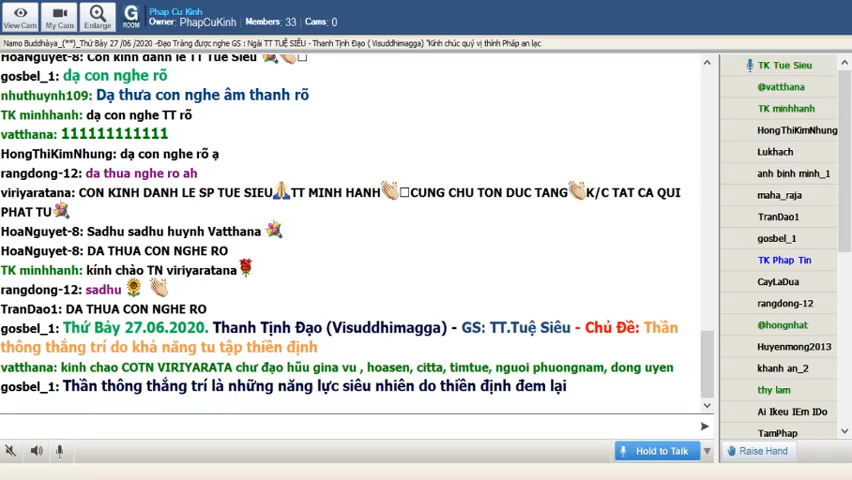 View Cam
My Cam
Enlarge
G
ROOM
Phap Cu Kinh
Owner: PhapCuKinh Members: 33 Cams: 0
Namo Buddhàya_(**)_Thứ Bảy 27 /06 /2020 -Đạo Tràng được nghe GS : Ngài TT TUỆ SIÊU - Thanh Tịnh Đạo ( Visuddhimagga) "Kính chúc quý vị thính Pháp an lạc
HoaNguyet-8: Con kinh danh le TT Tue Sieu
gosbel_1: dạ con nghe rõ
nhuthuynh109: Dạ thưa con nghe âm thanh rõ
TK minhhanh: dạ con nghe TT rõ
vatthana: 111111111111
HongThiKimNhung: dạ con nghe rõ ạ
rangdong-12: da thua nghe ro ah
viriyaratana: CON KINH DANH LE SP TUE SIEU🙏TT MINH HANH👏□CUNG CHU TON DUC TANG👏K/C TAT CA QUI
PHAT TU💐
HoaNguyet-8: Sadhu sadhu huynh Vatthana 💐
HoaNguyet-8: DA THUA CON NGHE RO
TK minhhanh: kính chào TN viriyaratana🌹
rangdong-12: sadhu 🌻 👏
TranDao1: DA THUA CON NGHE RO
gosbel_1: Thứ Bảy 27.06.2020. Thanh Tịnh Đạo (Visuddhimagga) - GS: TT.Tuệ Siêu - Chủ Đề: Thần
thông thắng trí do khả năng tu tập thiền định
vatthana: kinh chao COTN VIRIYARATA chư đạo hữu gina vu , hoasen, citta, timtue, nguoi phuongnam, dong uyen
gosbel_1: Thần thông thắng trí là những năng lực siêu nhiên do thiền định đem lại
Hold to Talk
TK Tue Sieu
@vatthana
TK minhhanh
HongThiKimNhung
Lukhach
anh binh minh_1
maha_raja
TranDao1
gosbel_1
TK Phap Tin
CayLaDua
rangdong-12
@hongnhat
Huyenmong2013
khanh an_2
thy lam
Ai Ikeu IEm IDo
TamPhap
Raise Hand